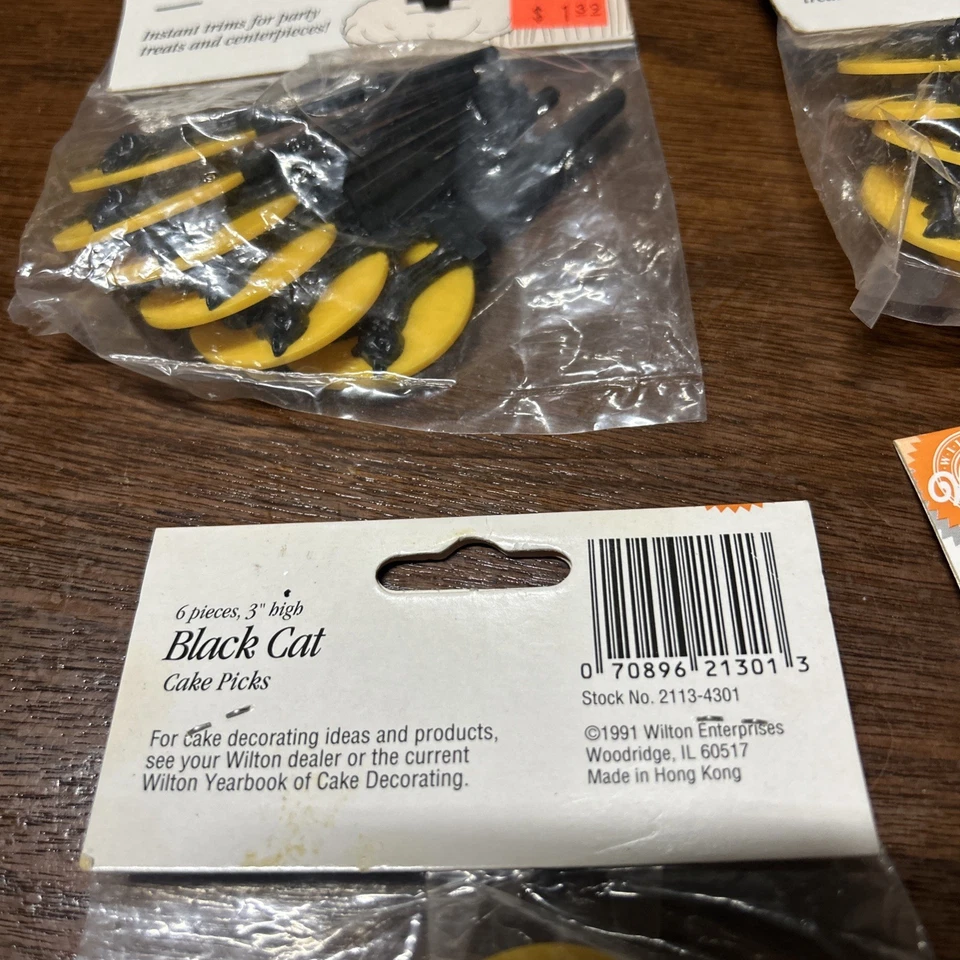 Instant trims for party
treats and centerpieces!
$ 1.32
6 pieces, 3" high
Black Cat
Cake Picks
For cake decorating ideas and products,
see your Wilton dealer or the current
Wilton Yearbook of Cake Decorating.
0 70896 21301 3
Stock No. 2113-4301
©1991 Wilton Enterprises
Woodridge, IL 60517
Made in Hong Kong